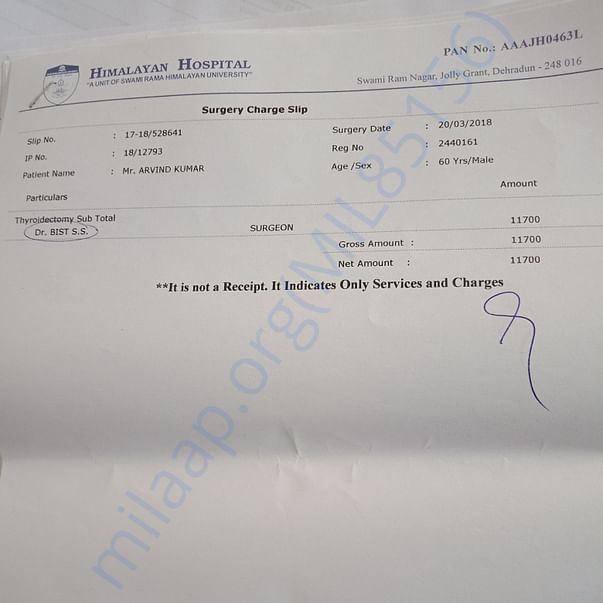 HIMALAYAN HOSPITAL
"A UNIT OF SWAMI RAMA HIMALAYAN UNIVERSITY"
PAN No.: AAAJH0463L
Swami Ram Nagar, Jolly Grant, Dehradun - 248 016
Surgery Charge Slip
Slip No. : 17-18/528641 Surgery Date : 20/03/2018
IP No. : 18/12793 Reg No : 2440161
Patient Name : Mr. ARVIND KUMAR Age /Sex : 60 Yrs/Male
Particulars Amount
Thyroidectomy Sub Total 11700
Dr. BIST S.S. SURGEON
Gross Amount : 11700
Net Amount : 11700
**It is not a Receipt. It Indicates Only Services and Charges
milaap.org(MIL85156)